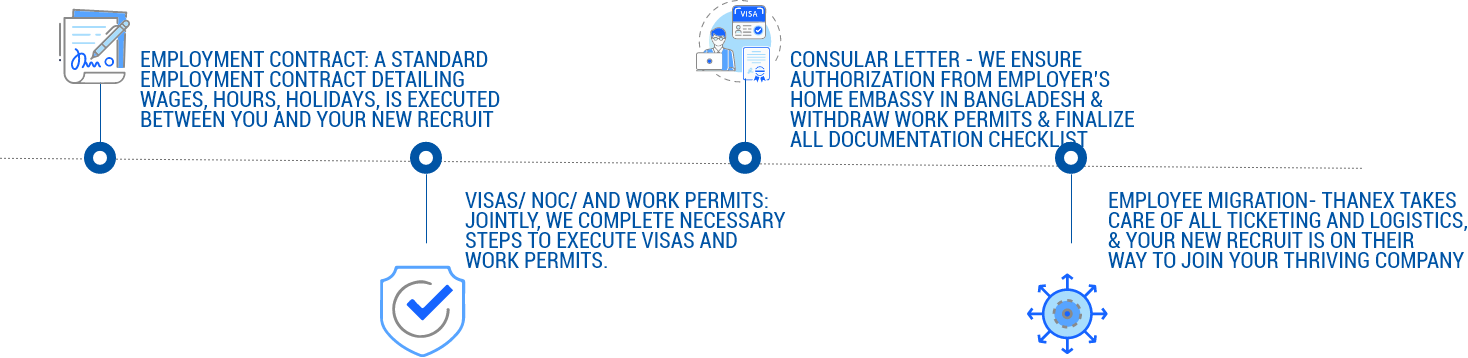 EMPLOYMENT CONTRACT: A STANDARD
EMPLOYMENT CONTRACT DETAILING
WAGES, HOURS, HOLIDAYS, IS EXECUTED
BETWEEN YOU AND YOUR NEW RECRUIT
VISAS/ NOC/ AND WORK PERMITS:
JOINTLY, WE COMPLETE NECESSARY
STEPS TO EXECUTE VISAS AND
WORK PERMITS.
VISA
CONSULAR LETTER - WE ENSURE
AUTHORIZATION FROM EMPLOYER'S
HOME EMBASSY IN BANGLADESH &
WITHDRAW WORK PERMITS & FINALIZE
ALL DOCUMENTATION CHECKLIST
EMPLOYEE MIGRATION- THANEX TAKES
CARE OF ALL TICKETING AND LOGISTICS,
& YOUR NEW RECRUIT IS ON THEIR
WAY TO JOIN YOUR THRIVING COMPANY